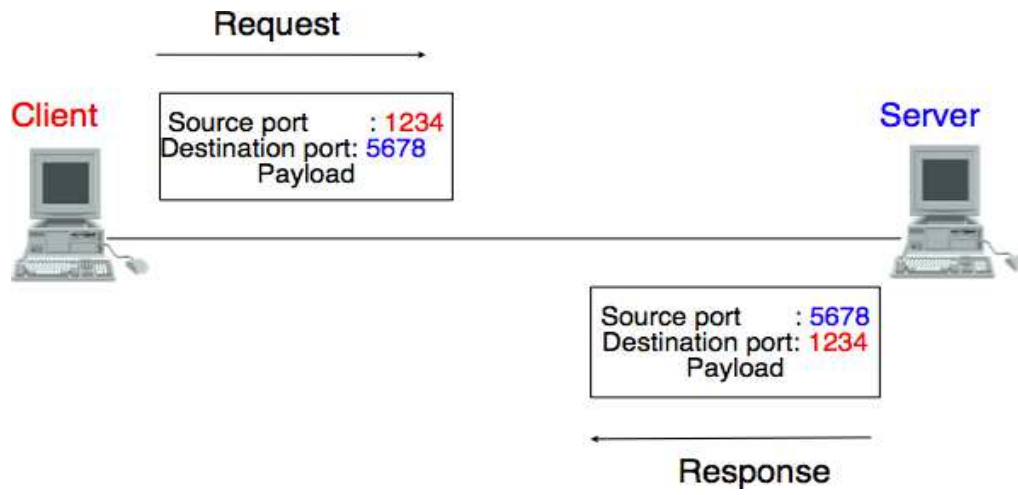 Request
Client
Server
Source port : 1234
Destination port: 5678
Payload
Source port : 5678
Destination port: 1234
Payload
Response